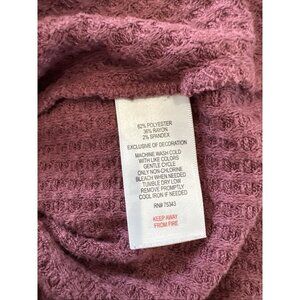 62% POLYESTER
36% RAYON
2% SPANDEX
EXCLUSIVE OF DECORATION
MACHINE WASH COLD
WITH LIKE COLORS
GENTLE CYCLE
ONLY NON-CHLORINE
BLEACH WHEN NEEDED
TUMBLE DRY LOW
REMOVE PROMPTLY
COOL IRON IF NEEDED
RN# 75343
KEEP AWAY
FROM FIRE